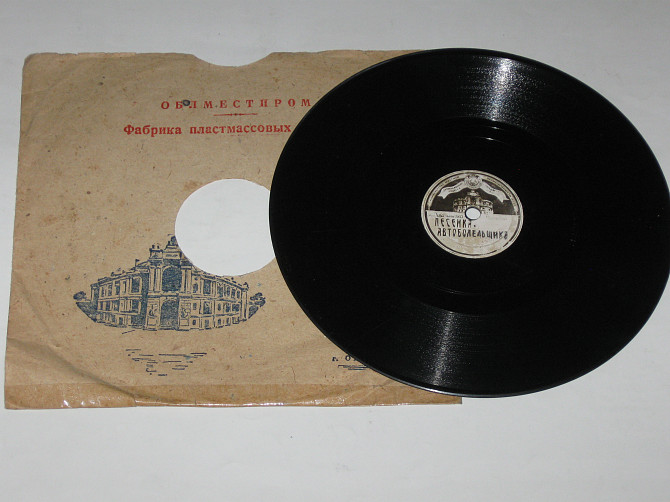 ОБЛМЕСТПРОМ
Фабрика пластмассовых
г. О
ПЕСЕНКА
АВТОБОЛЕЛЬЩИКА